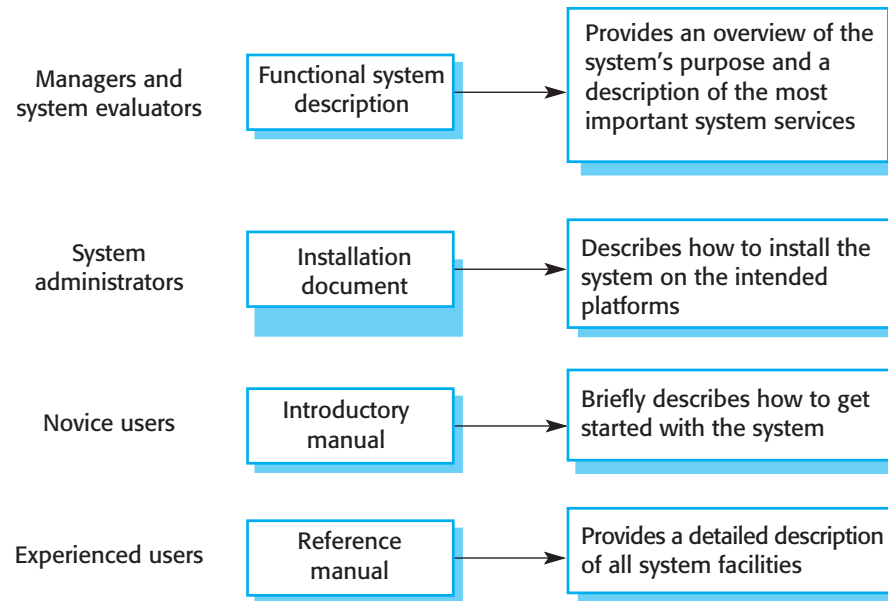 Managers and
system evaluators
Functional system
description
Provides an overview of the
system's purpose and a
description of the most
important system services
System
administrators
Installation
document
Describes how to install the
system on the intended
platforms
Novice users
Introductory
manual
Briefly describes how to get
started with the system
Experienced users
Reference
manual
Provides a detailed description
of all system facilities